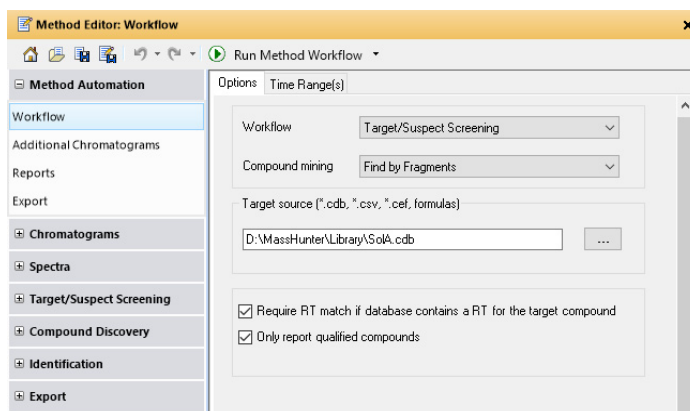 Method Editor: Workflow
Run Method Workflow
Method Automation
Workflow
Additional Chromatograms
Reports
Export
Chromatograms
Spectra
Target/Suspect Screening
Compound Discovery
Identification
Export
Options
Time Range(s)
Workflow
Target/Suspect Screening
Compound mining
Find by Fragments
Target source (*.cdb, *.csv, *.cef, formulas)
D:\MassHunter\Library\SolA.cdb
...
Require RT match if database contains a RT for the target compound
Only report qualified compounds